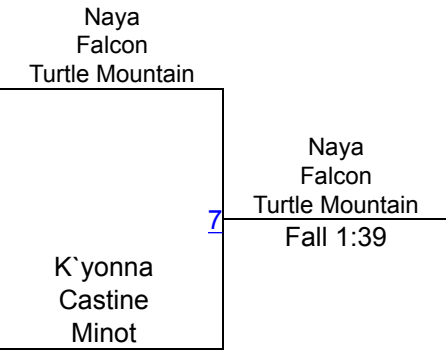 Naya
Falcon
Turtle Mountain
Naya
Falcon
Turtle Mountain
7
Fall 1:39
K`yonna
Castine
Minot